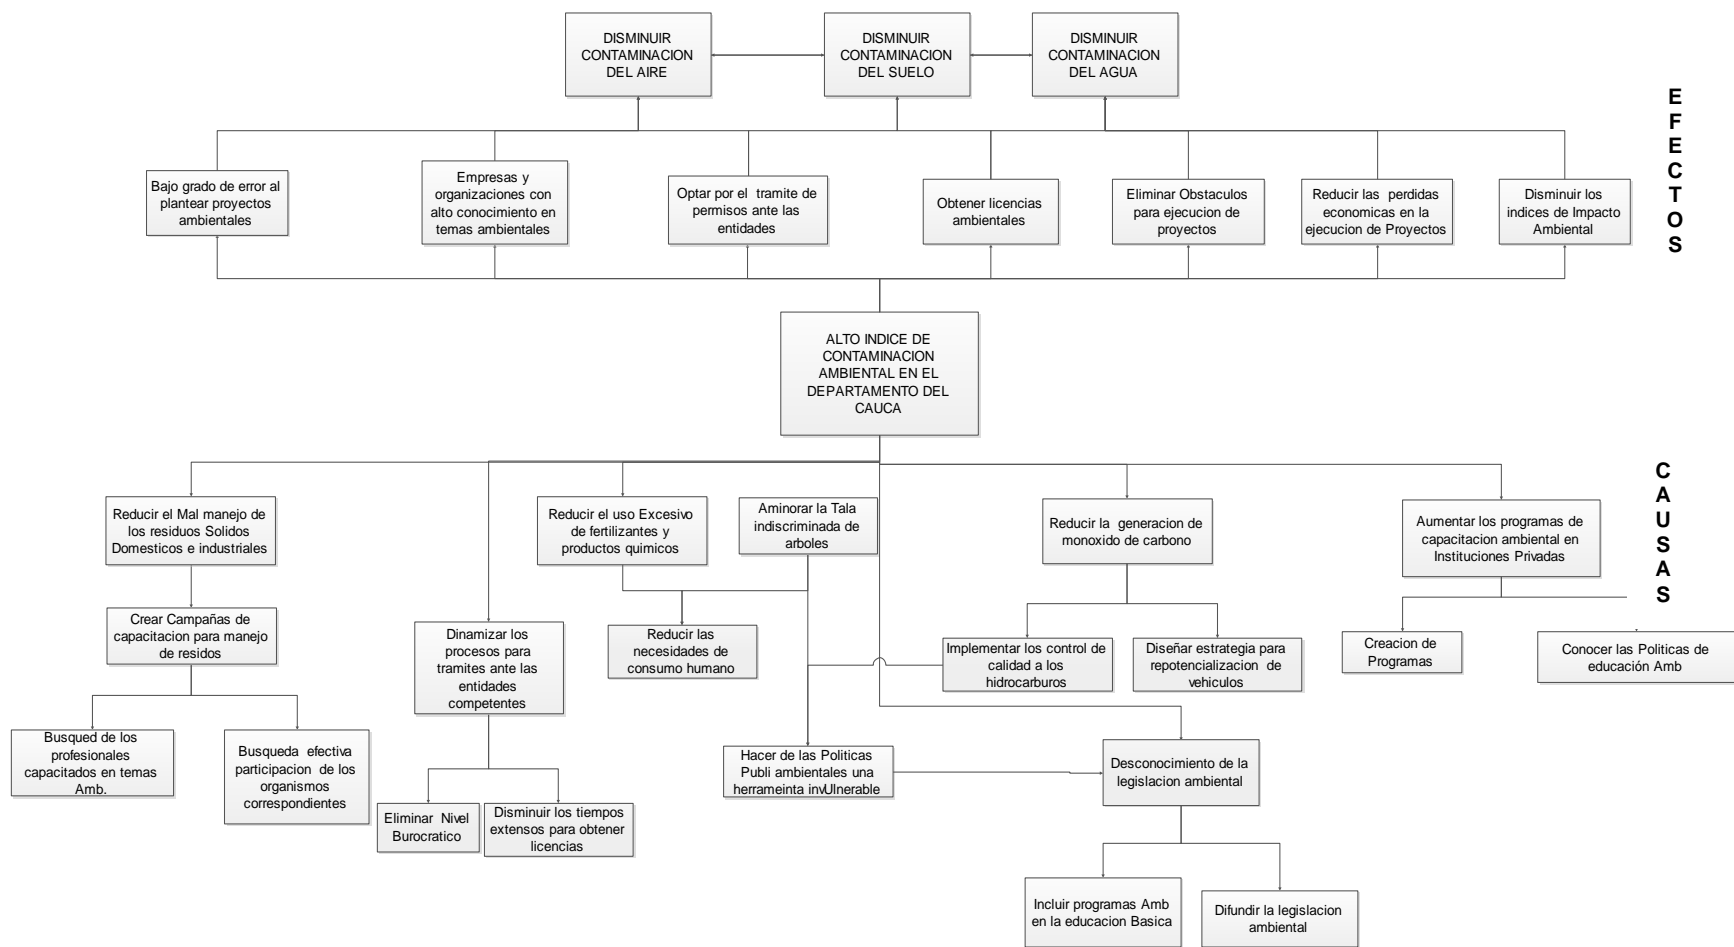 DISMINUIR
CONTAMINACION
DEL AIRE
DISMINUIR
CONTAMINACION
DEL SUELO
DISMINUIR
CONTAMINACION
DEL AGUA
E
F
E
C
T
O
S
Bajo grado de error al
plantear proyectos
ambientales
Empresas y
organizaciones con
alto conocimiento en
temas ambientales
Optar por el tramite de
permisos ante las
entidades
Obtener licencias
ambientales
Eliminar Obstaculos
para ejecucion de
proyectos
Reducir las perdidas
economicas en la
ejecucion de Proyectos
Disminuir los
indices de Impacto
Ambiental
ALTO INDICE DE
CONTAMINACION
AMBIENTAL EN EL
DEPARTAMENTO DEL
CAUCA
C
A
U
S
A
S
Reducir el Mal manejo de
los residuos Solidos
Domesticos e industriales
Reducir el uso Excesivo
de fertilizantes y
productos quimicos
Aminorar la Tala
indiscriminada de
arboles
Reducir la generacion de
monoxido de carbono
Aumentar los programas de
capacitacion ambiental en
Instituciones Privadas
Crear Campañas de
capacitacion para manejo
de residos
Dinamizar los
procesos para
tramites ante las
entidades
competentes
Reducir las
necesidades de
consumo humano
Implementar los control de
calidad a los
hidrocarburos
Diseñar estrategia para
repotencializacion de
vehiculos
Creacion de
Programas
Conocer las Politicas de
educación Amb
Busqued de los
profesionales
capacitados en temas
Amb.
Busqueda efectiva
participacion de los
organismos
correspondientes
Eliminar Nivel
Burocratico
Disminuir los tiempos
extensos para obtener
licencias
Hacer de las Politicas
Publi ambientales una
herrameinta invUlnerable
Desconocimiento de la
legislacion ambiental
Incluir programas Amb
en la educacion Basica
Difundir la legislacion
ambiental